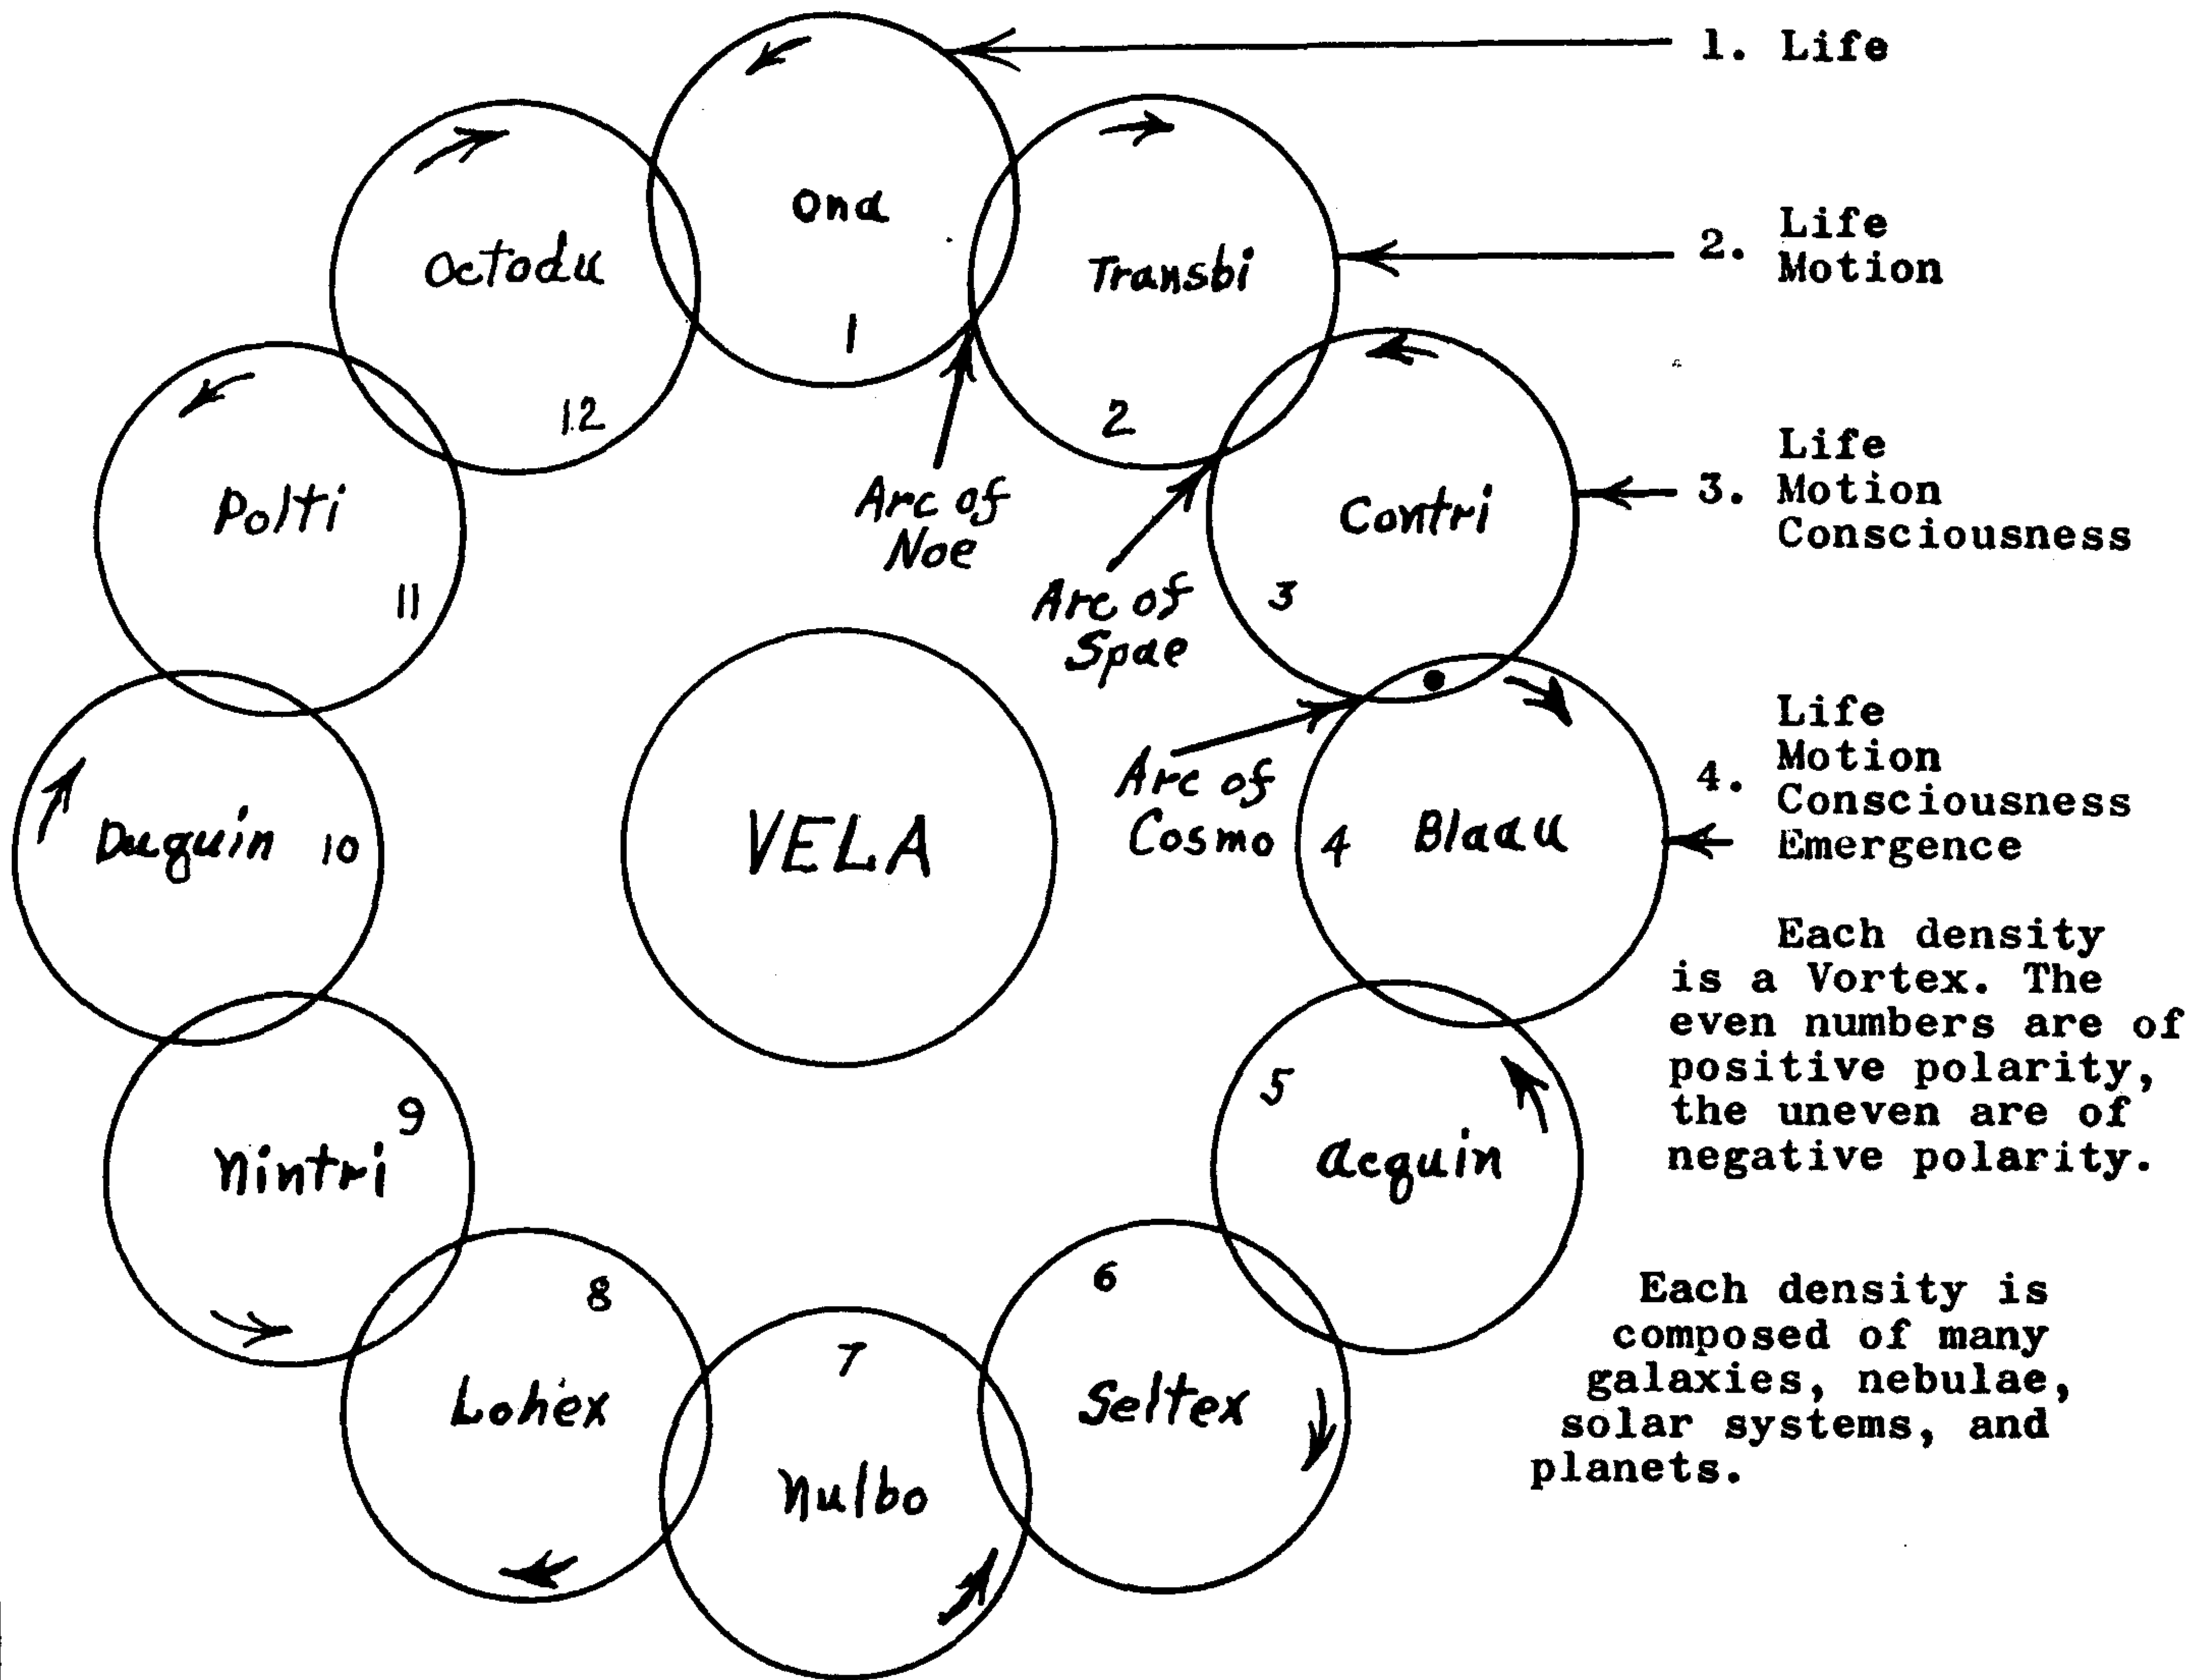 1. Life
2. Life
Motion
3. Life
Motion
Consciousness
4. Life
Motion
Consciousness
Emergence
Each density
is a Vortex. The
even numbers are of
positive polarity,
the uneven are of
negative polarity.
Each density is
composed of many
galaxies, nebulae,
solar systems, and
planets.
Ona
1
Transbi
2
Contri
3
4 Bladu
5
Acquin
6
Seltex
7
Nulbo
8
Lohex
9
Nintri
Duquin 10
Polti
11
Octodu
12
Arc of
Noe
Arc of
Spae
Arc of
Cosmo
VELA